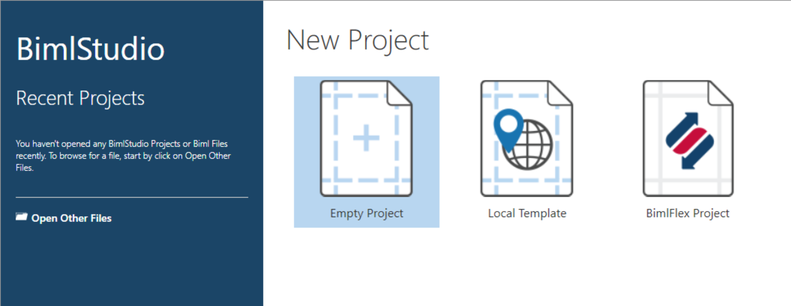 BimlStudio
Recent Projects
You haven't opened any BimlStudio Projects or Biml Files
recently. To browse for a file, start by click on Open Other
Files.
Open Other Files
New Project
Empty Project
Local Template
BimlFlex Project